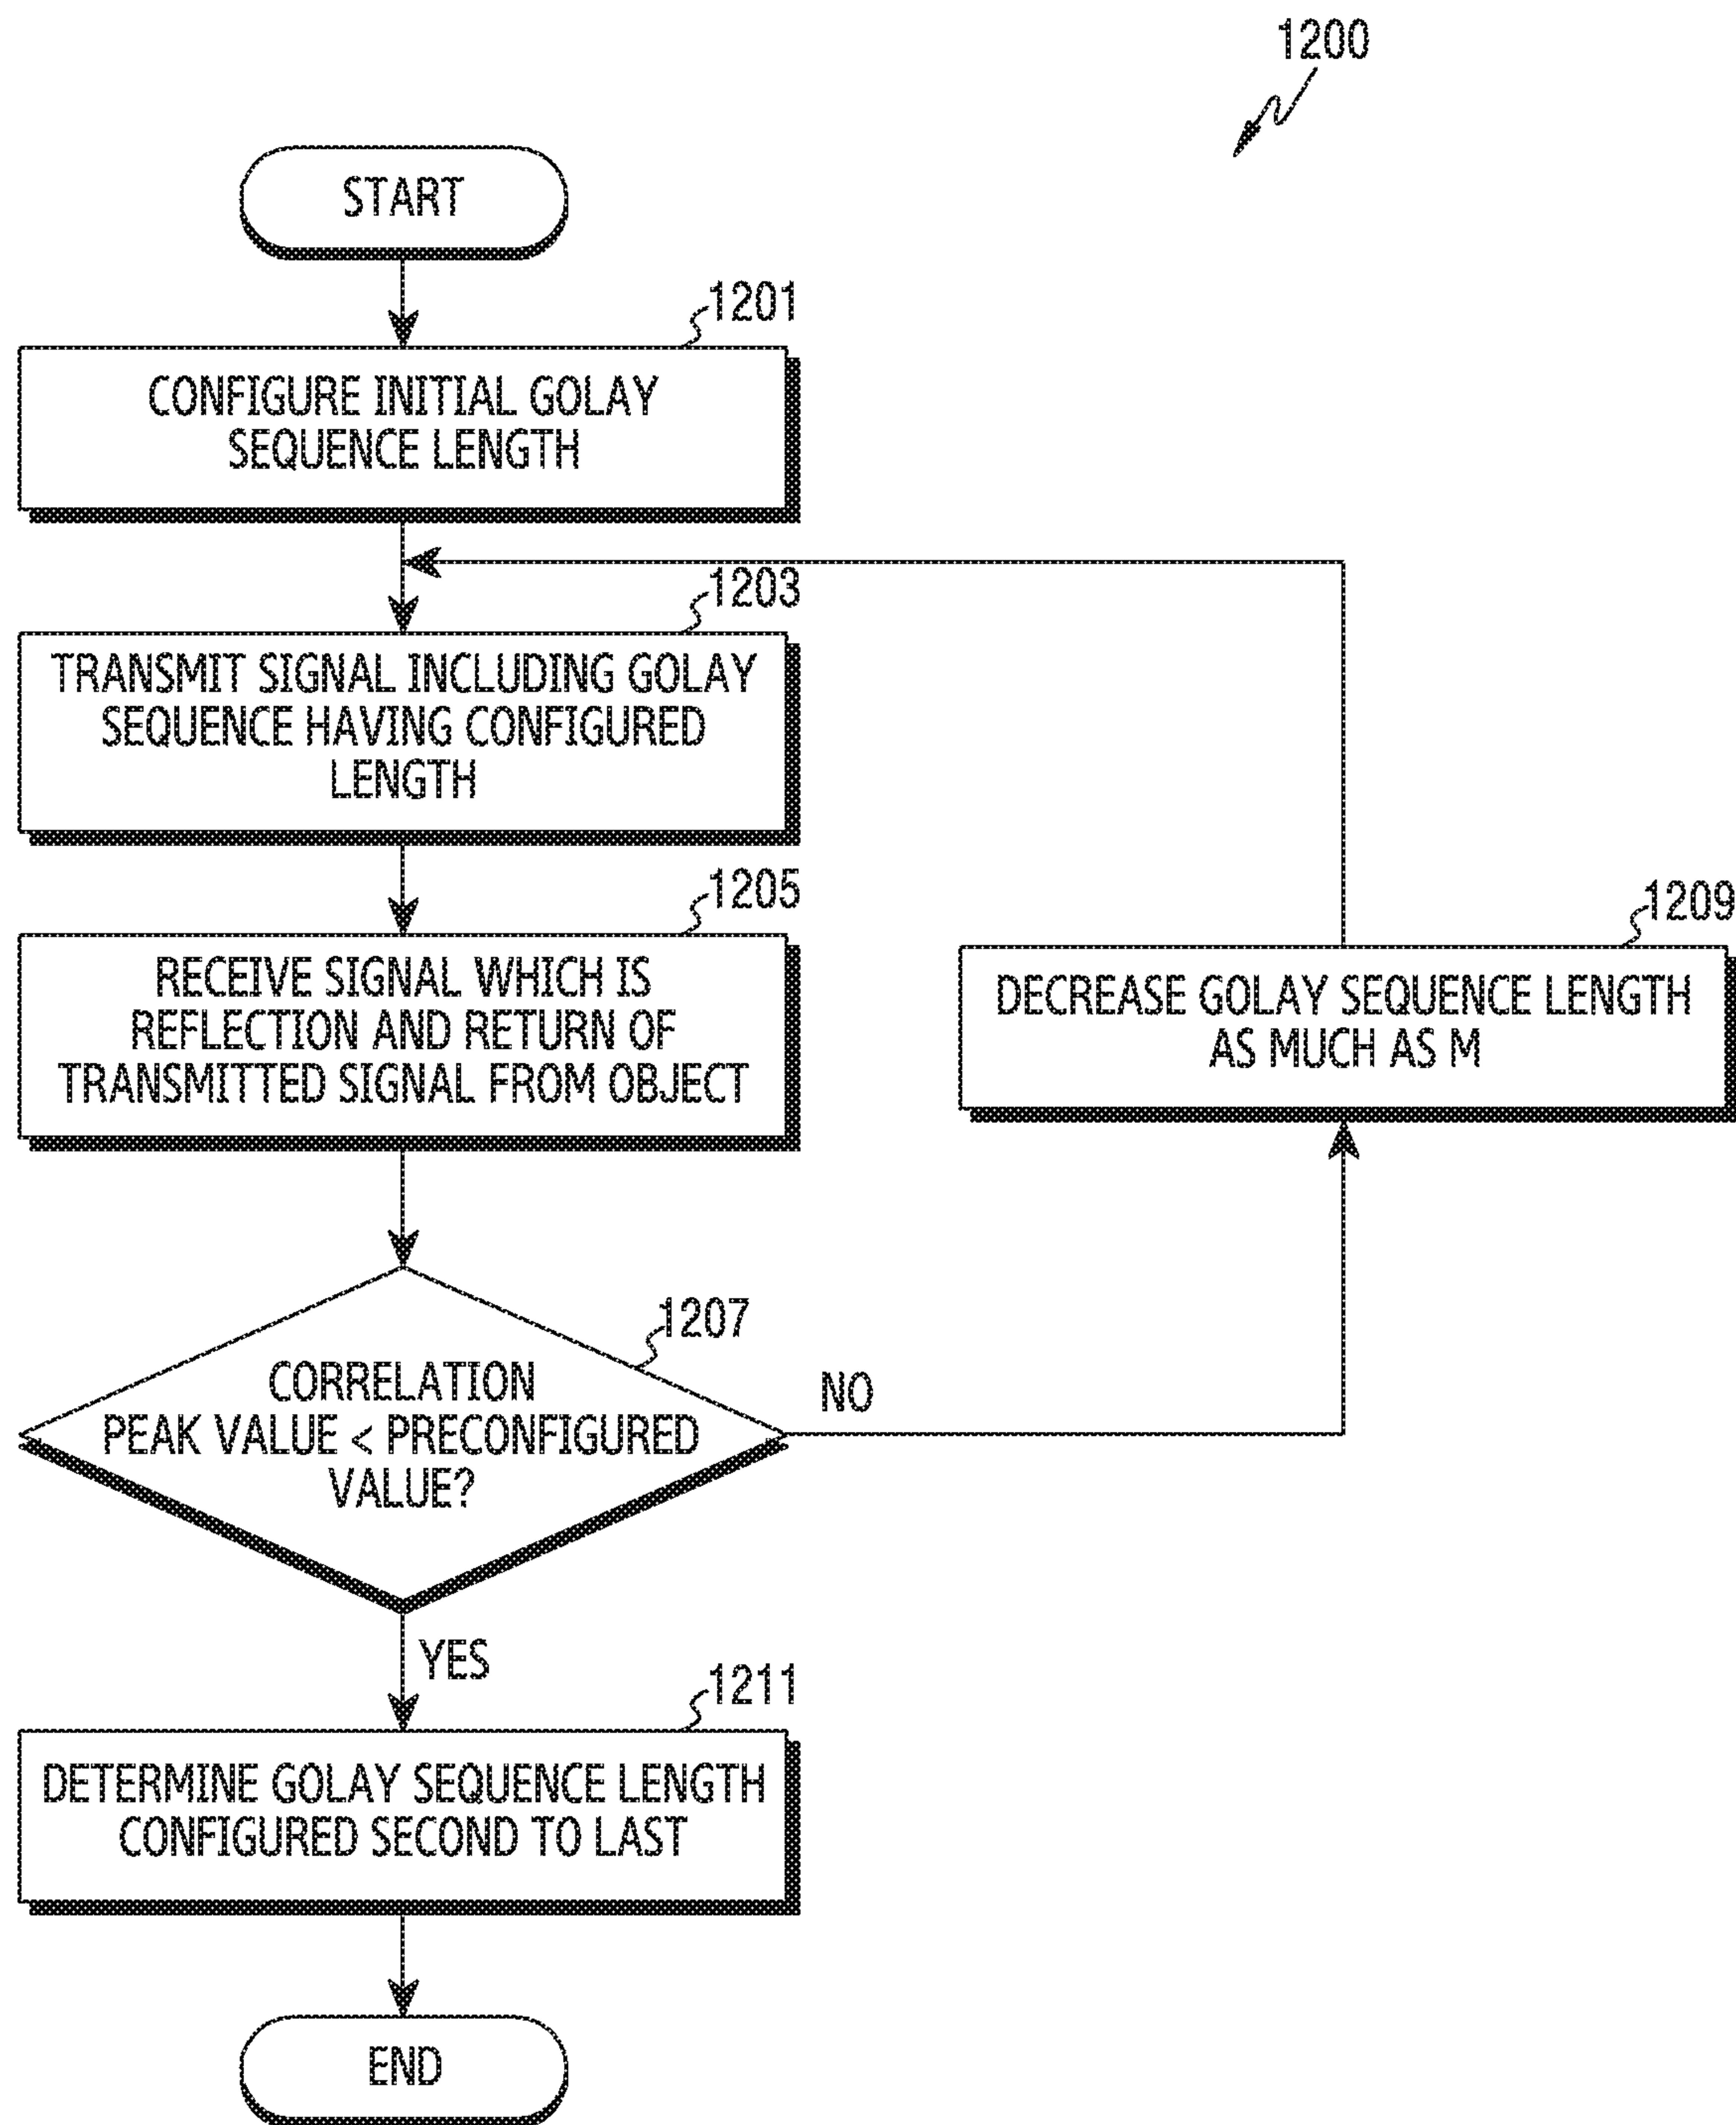 1200
START
1201
CONFIGURE INITIAL GOLAY
SEQUENCE LENGTH
1203
TRANSMIT SIGNAL INCLUDING GOLAY
SEQUENCE HAVING CONFIGURED
LENGTH
1205
RECEIVE SIGNAL WHICH IS
REFLECTION AND RETURN OF
TRANSMITTED SIGNAL FROM OBJECT
1209
DECREASE GOLAY SEQUENCE LENGTH
AS MUCH AS M
1207
CORRELATION
PEAK VALUE < PRECONFIGURED
VALUE?
NO
YES
1211
DETERMINE GOLAY SEQUENCE LENGTH
CONFIGURED SECOND TO LAST
END